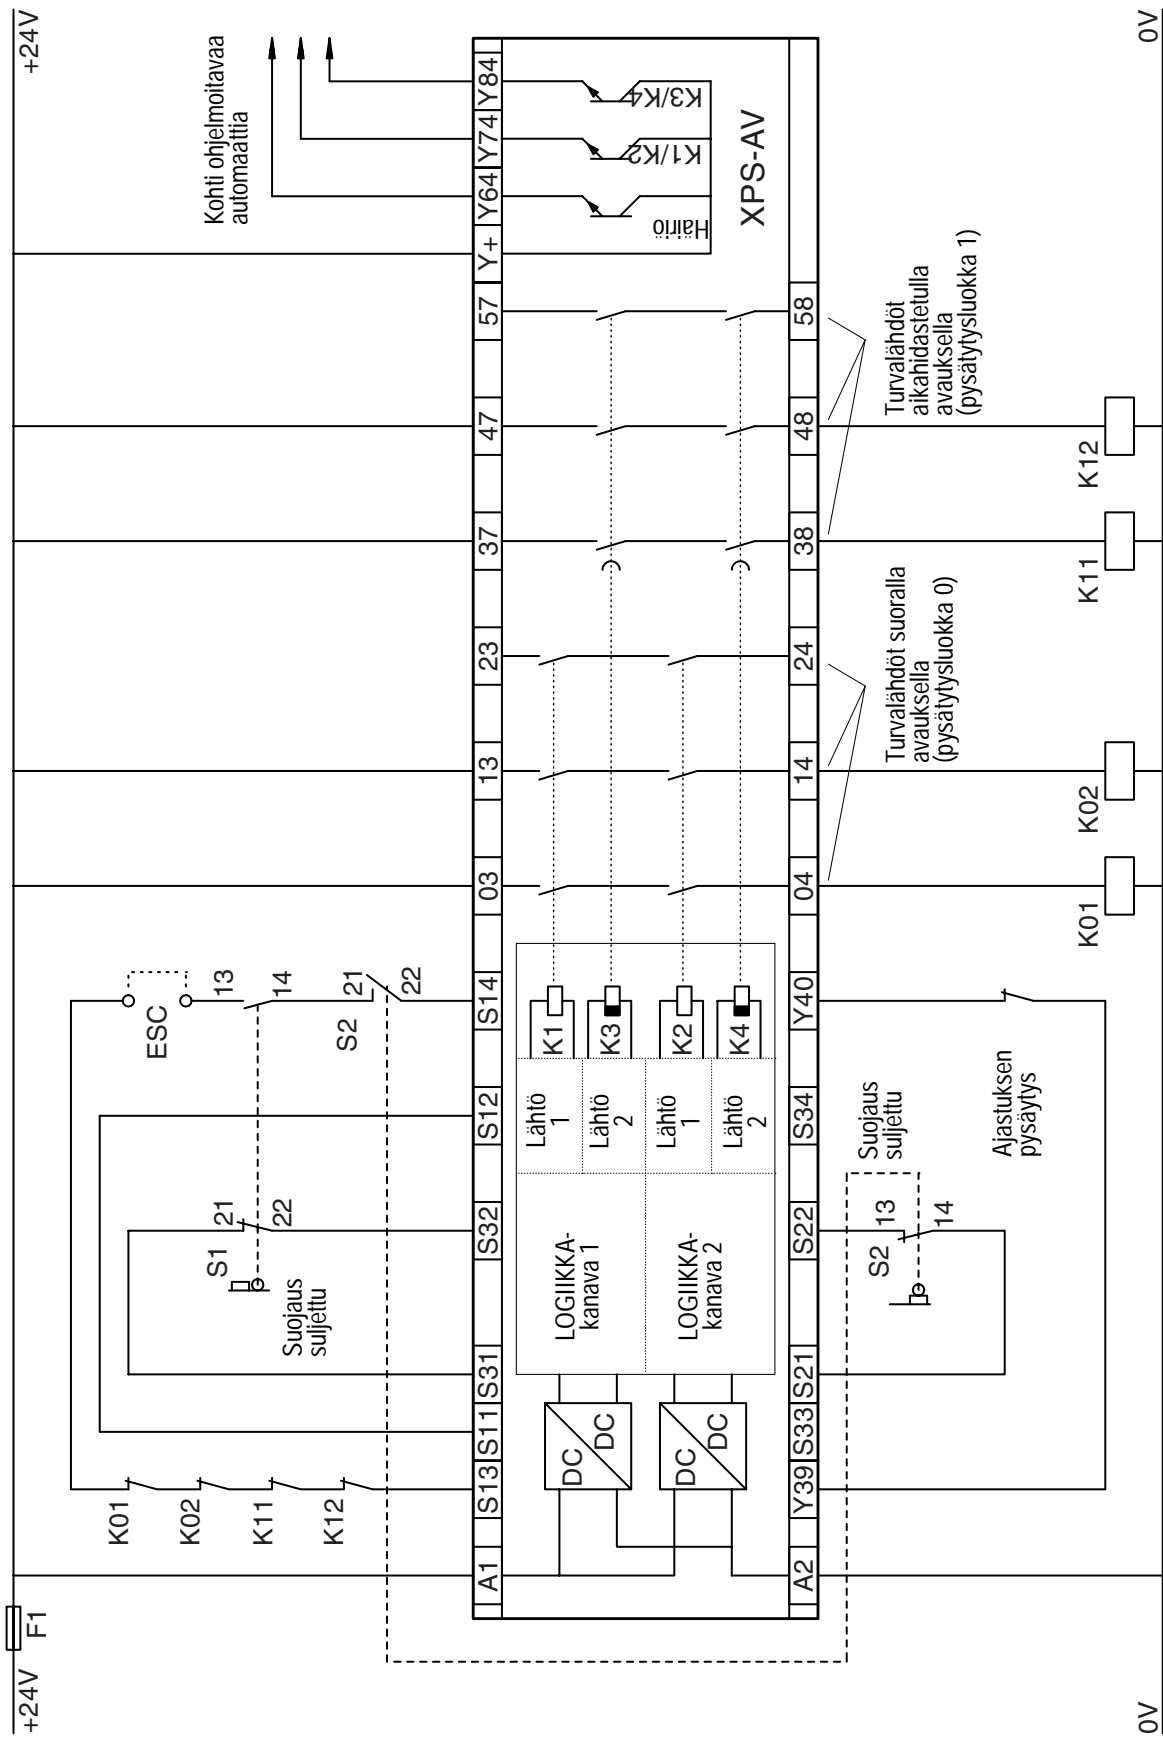 +24V
F1
+24V
Kohti ohjelmoitavaa
automaattia
ESC
13
14
S2
21
22
S1
21
22
Suojaus
suljettu
K01
K02
K11
K12
A1
S13
S11
S31
S32
S12
S14
03
13
23
37
47
57
Y+
Y64
Y74
Y84
DC
DC
DC
DC
LOGIIKKA-
kanava 1
LOGIIKKA-
kanava 2
Lähtö
1
Lähtö
2
Lähtö
1
Lähtö
2
K1
K3
K2
K4
Häiriö
K1/K2
K3/K4
XPS-AV
A2
Y39
S33
S21
S22
S34
Y40
04
14
24
38
48
58
S2
13
14
Suojaus
suljettu
Ajastuksen
pysäytys
Turvalähdöt suoralla
avauksella
(pysätytysluokka 0)
Turvalähdöt
aikahidastetulla
avauksella
(pysätytysluokka 1)
K01
K02
K11
K12
0V
0V